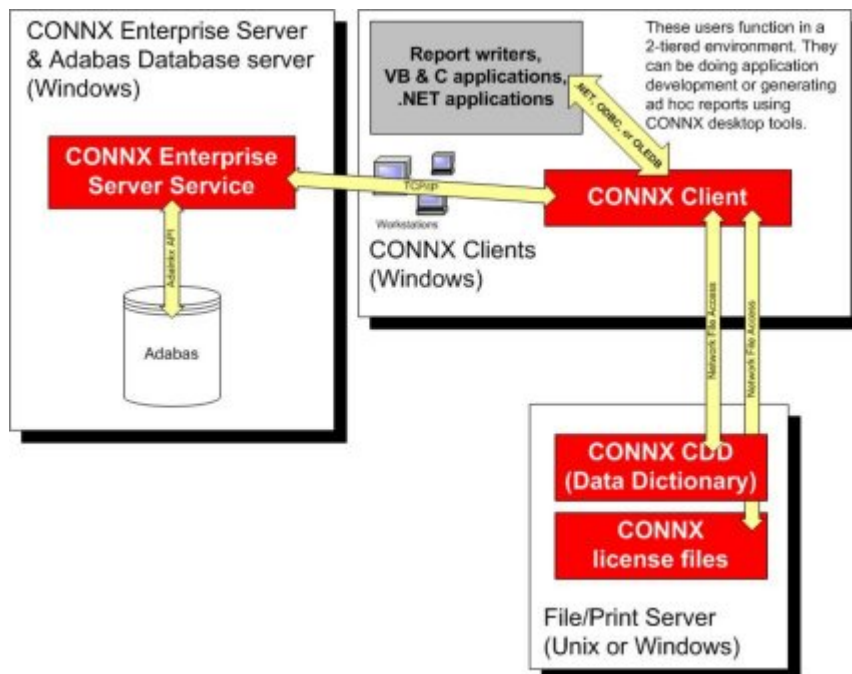 CONNX Enterprise Server
& Adabas Database server
(Windows)
CONNX Enterprise
Server Service
Adalnkx API
Adabas
Report writers,
VB & C applications,
.NET applications
These users function in a
2-tiered environment. They
can be doing application
development or generating
ad hoc reports using
CONNX desktop tools.
.NET, ODBC, or OLEDB
TCP/IP
Workstations
CONNX Client
CONNX Clients
(Windows)
Network File Access
Network File Access
CONNX CDD
(Data Dictionary)
CONNX
license files
File/Print Server
(Unix or Windows)